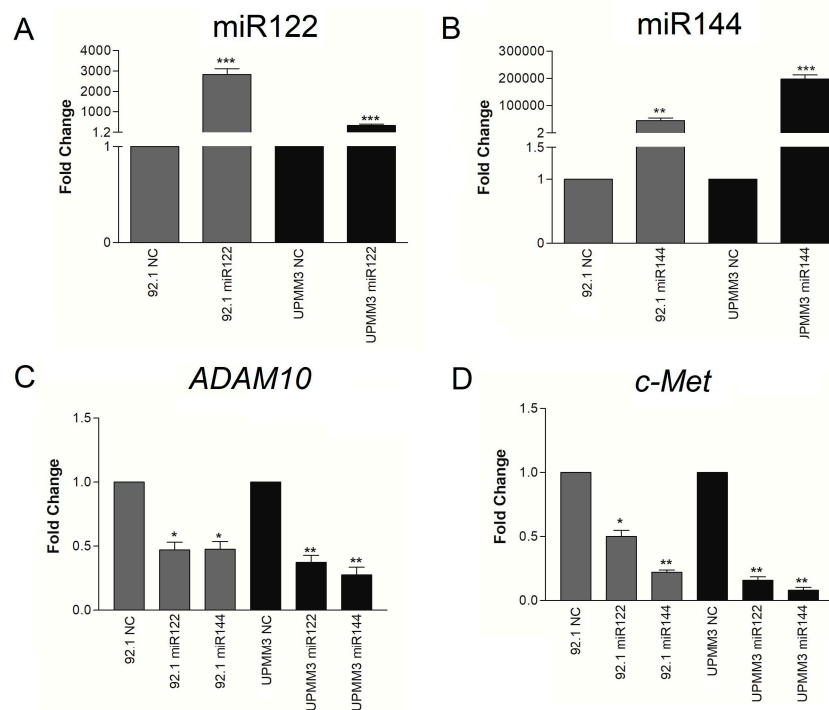 A
miR122
Fold Change
4000
3000
2000
1000
1.2
1
0
***
***
92.1 NC
92.1 miR122
UPMM3 NC
UPMM3 miR122
B
miR144
Fold Change
300000
200000
100000
2
1.5
1
0
**
***
92.1 NC
92.1 miR144
UPMM3 NC
JPMM3 miR144
C
ADAM10
Fold Change
1.5
1.0
0.5
0.0
*
*
**
**
92.1 NC
92.1 miR122
92.1 miR144
UPMM3 NC
UPMM3 miR122
UPMM3 miR144
D
c-Met
Fold Change
1.5
1.0
0.5
0.0
*
**
**
**
92.1 NC
92.1 miR122
92.1 miR144
UPMM3 NC
UPMM3 miR122
UPMM3 miR144